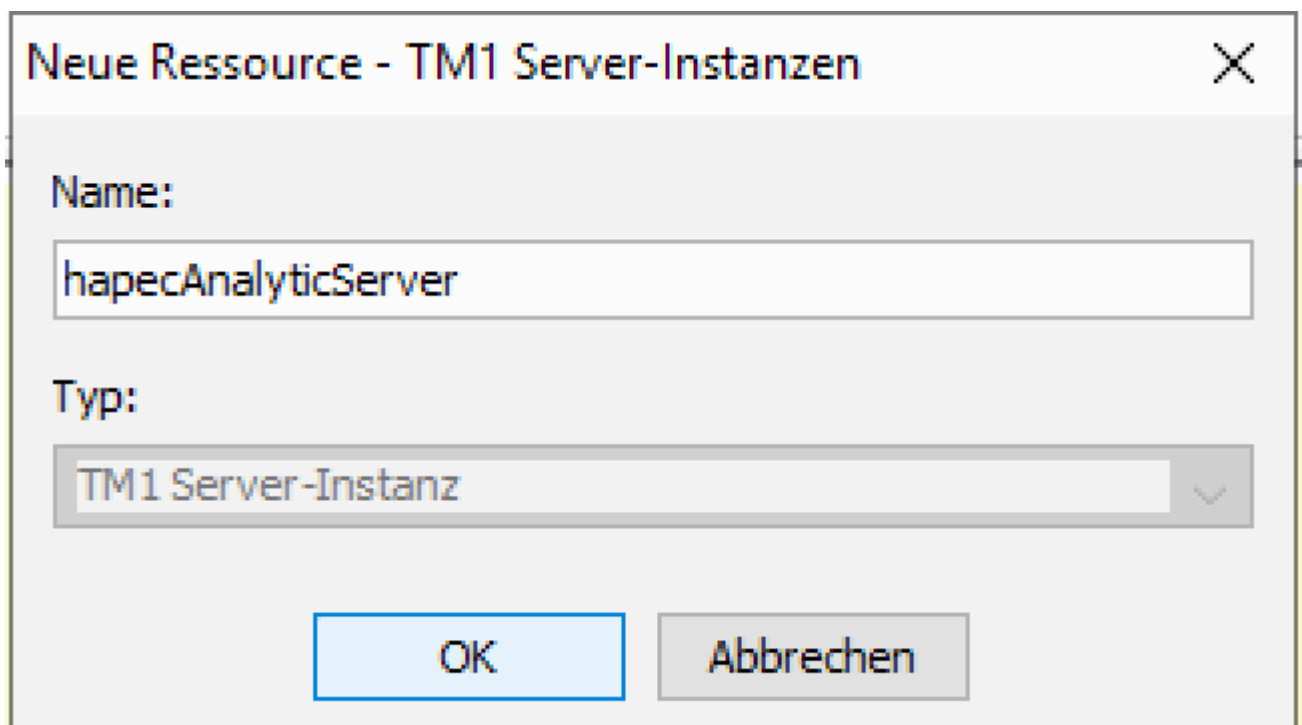 Neue Ressource - TM1 Server-Instanzen
Name:
hapecAnalyticServer
Typ:
TM1 Server-Instanz
OK Abbrechen